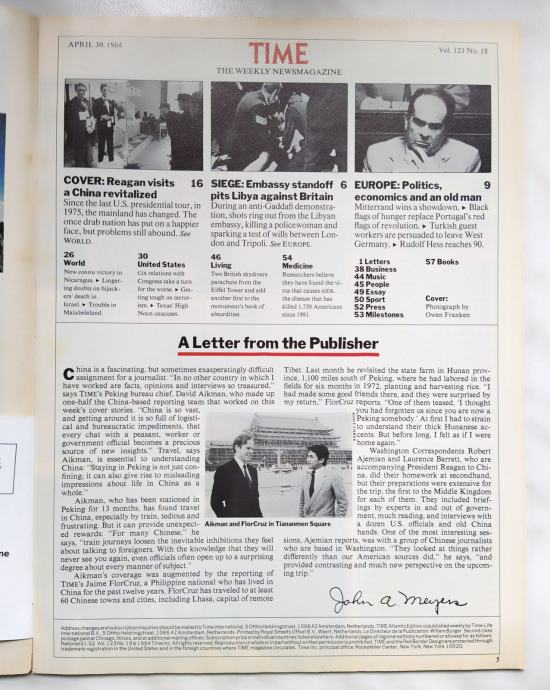 APRIL 30, 1984
TIME
Vol. 123 No. 18
THE WEEKLY NEWSMAGAZINE
COVER: Reagan visits 16
a China revitalized
Since the last U.S. presidential tour, in
1975, the mainland has changed. The
once drab nation has put on a happier
face, but problems still abound. See
WORLD.
SIEGE: Embassy standoff 6
pits Libya against Britain
During an anti-Gaddafi demonstra-
tion, shots ring out from the Libyan
embassy, killing a policewoman and
sparking a test of wills between Lon-
don and Tripoli. See EUROPE.
EUROPE: Politics, 9
economics and an old man
Mitterrand wins a showdown. ► Black
flags of hunger replace Portugal's red
flags of revolution. ► Turkish guest
workers are persuaded to leave West
Germany. ► Rudolf Hess reaches 90.
26
World
New contra victory in
Nicaragua. ► Linger-
ing doubts on hijack-
ers' death in
Israel. ► Trouble in
Matabeleland.
30
United States
CIA relations with
Congress take a turn
for the worse. ► Get-
ting tough on terror-
ism. ► Texas' High
Noon caucuses.
46
Living
Two British skydivers
parachute from the
Eiffel Tower and add
another first to the
monument's book of
absurdities.
54
Medicine
Researchers believe
they have found the vi-
rus that causes AIDS,
the disease that has
killed 1,758 Americans
since 1981.
1 Letters
38 Business
44 Music
45 People
49 Essay
50 Sport
52 Press
53 Milestones
57 Books
Cover:
Photograph by
Owen Franken
A Letter from the Publisher
China is a fascinating, but sometimes exasperatingly difficult
assignment for a journalist. "In no other country in which I
have worked are facts, opinions and interviews so treasured,"
says TIME's Peking bureau chief, David Aikman, who made up
one-half the China-based reporting team that worked on this
week's cover stories. "China is so vast,
and getting around it is so full of logisti-
cal and bureaucratic impediments, that
every chat with a peasant, worker or
government official becomes a precious
source of new insights." Travel, says
Aikman, is essential to understanding
China: "Staying in Peking is not just con-
fining; it can also give rise to misleading
impressions about life in China as a
whole."
Aikman, who has been stationed in
Peking for 13 months, has found travel
in China, especially by train, tedious and
frustrating. But it can provide unexpect-
ed rewards: "For many Chinese," he
says, "train journeys loosen the inevitable inhibitions they feel
about talking to foreigners. With the knowledge that they will
never see you again, even officials often open up to a surprising
degree about every manner of subject."
Aikman's coverage was augmented by the reporting of
TIME's Jaime FlorCruz, a Philippine national who has lived in
China for the past twelve years. FlorCruz has traveled to at least
60 Chinese towns and cities, including Lhasa, capital of remote
Aikman and FlorCruz in Tiananmen Square
Tibet. Last month he revisited the state farm in Hunan prov-
ince, 1,100 miles south of Peking, where he had labored in the
fields for six months in 1972, planting and harvesting rice. "I
had made some good friends there, and they were surprised by
my return," FlorCruz reports. "One of them teased, 'I thought
you had forgotten us since you are now a
Peking somebody.' At first I had to strain
to understand their thick Hunanese ac-
cents. But before long, I felt as if I were
home again."
Washington Correspondents Robert
Ajemian and Laurence Barrett, who are
accompanying President Reagan to Chi-
na, did their homework at secondhand,
but their preparations were extensive for
the trip, the first to the Middle Kingdom
for each of them. They included brief-
ings by experts in and out of govern-
ment, much reading, and interviews with
a dozen U.S. officials and old China
hands. One of the most interesting ses-
sions, Ajemian reports, was with a group of Chinese journalists
who are based in Washington. "They looked at things rather
differently than our American sources did," he says, "and
provided contrasting and much new perspective on the upcom-
ing trip."
John A. Meyers
5